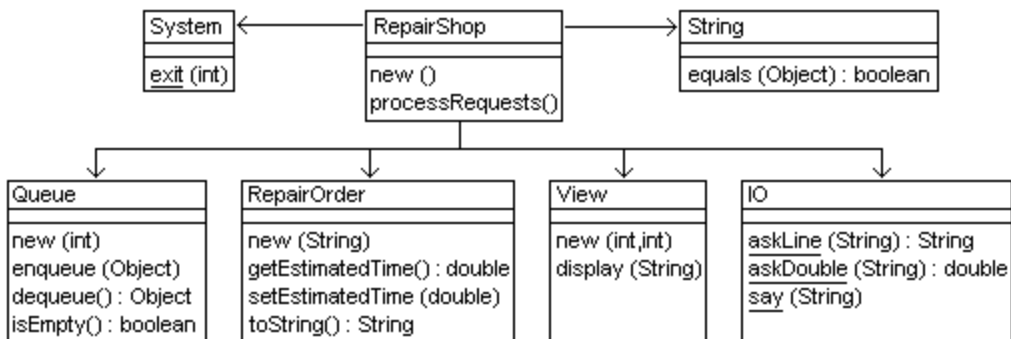 System
exit (int)
RepairShop
new ()
processRequests()
String
equals (Object) : boolean
Queue
new (int)
enqueue (Object)
dequeue() : Object
isEmpty() : boolean
RepairOrder
new (String)
getEstimatedTime() : double
setEstimatedTime (double)
toString() : String
View
new (int,int)
display (String)
IO
askLine (String) : String
askDouble (String) : double
say (String)